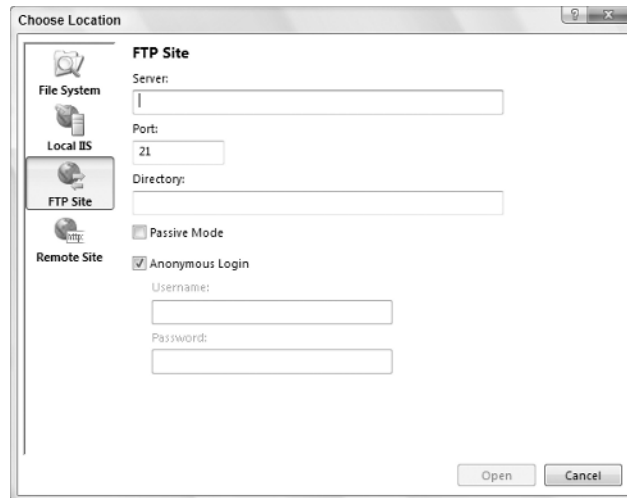 Choose Location
File System
Local IIS
FTP Site
Remote Site
FTP Site
Server:
Port:
21
Directory:
Passive Mode
Anonymous Login
Username:
Password:
Open
Cancel
?
http: